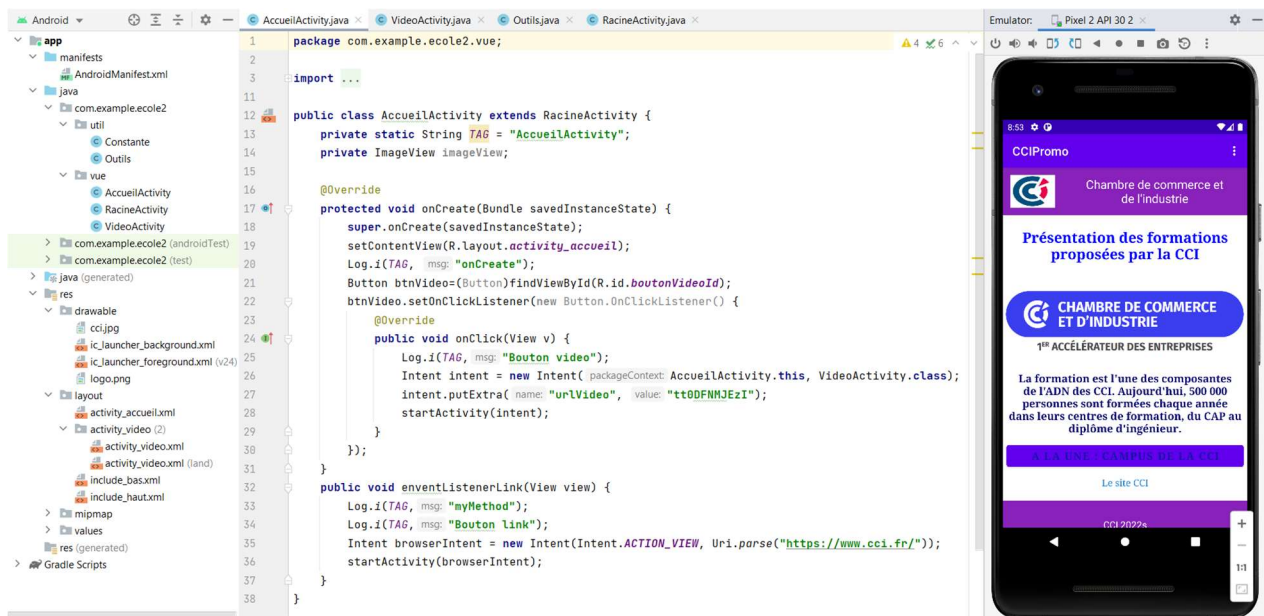 Android
AccueilActivity.java
VideoActivity.java
Outils.java
RacineActivity.java
Emulator:
Pixel 2 API 30 2
app
manifests
AndroidManifest.xml
java
com.example.ecole2
util
Constante
Outils
vue
AccueilActivity
RacineActivity
VideoActivity
com.example.ecole2 (androidTest)
com.example.ecole2 (test)
java (generated)
res
drawable
cci.jpg
ic_launcher_background.xml
ic_launcher_foreground.xml (v24)
logo.png
layout
activity_accueil.xml
activity_video (2)
activity_video.xml
activity_video.xml (land)
include_bas.xml
include_haut.xml
mipmap
values
res (generated)
Gradle Scripts
4 6
1 package com.example.ecole2.vue;
2
3 import ...
11
12 public class AccueilActivity extends RacineActivity {
13 private static String TAG = "AccueilActivity";
14 private ImageView imageView;
15
16 @Override
17 protected void onCreate(Bundle savedInstanceState) {
18 super.onCreate(savedInstanceState);
19 setContentView(R.layout.activity_accueil);
20 Log.i(TAG, msg: "onCreate");
21 Button btnVideo=(Button)findViewById(R.id.boutonVideoId);
22 btnVideo.setOnClickListener(new Button.OnClickListener() {
23 @Override
24 public void onClick(View v) {
25 Log.i(TAG, msg: "Bouton video");
26 Intent intent = new Intent( packageContext: AccueilActivity.this, VideoActivity.class);
27 intent.putExtra( name: "urlVideo", value: "tt0DFNMJEzI");
28 startActivity(intent);
29 }
30 });
31 }
32 public void enventListenerLink(View view) {
33 Log.i(TAG, msg: "myMethod");
34 Log.i(TAG, msg: "Bouton link");
35 Intent browserIntent = new Intent(Intent.ACTION_VIEW, Uri.parse("https://www.cci.fr/"));
36 startActivity(browserIntent);
37 }
38 }
8:53
CCIPromo
Chambre de commerce et
de l'industrie
Présentation des formations
proposées par la CCI
CHAMBRE DE COMMERCE
ET D'INDUSTRIE
1ER ACCÉLÉRATEUR DES ENTREPRISES
La formation est l'une des composantes
de l'ADN des CCI. Aujourd'hui, 500 000
personnes sont formées chaque année
dans leurs centres de formation, du CAP au
diplôme d'ingénieur.
A LA UNE : CAMPUS DE LA CCI
Le site CCI
CCI 2022s
1:1